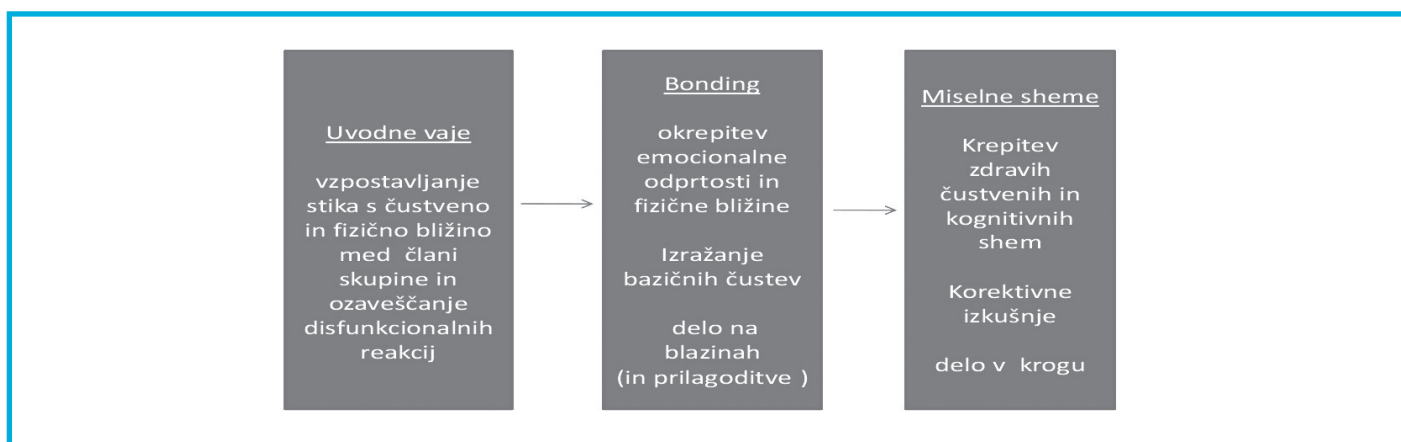 Uvodne vaje
vzpostavljanje
stika s čustveno
in fizično bližino
med člani
skupine in
ozaveščanje
disfunkcionalnih
reakcij
Bonding
okrepitev
emocionalne
odprtosti in
fizične bližine
Izražanje
bazičnih čustev
delo na
blazinah
(in prilagoditve )
Miselne sheme
Krepitev
zdravih
čustvenih in
kognitivnih
shem
Korektivne
izkušnje
delo v krogu